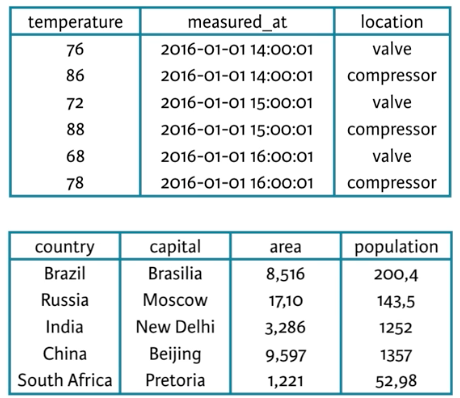 temperature measured_at location
76 2016-01-01 14:00:01 valve
86 2016-01-01 14:00:01 compressor
72 2016-01-01 15:00:01 valve
88 2016-01-01 15:00:01 compressor
68 2016-01-01 16:00:01 valve
78 2016-01-01 16:00:01 compressor
country capital area population
Brazil Brasilia 8,516 200,4
Russia Moscow 17,10 143,5
India New Delhi 3,286 1252
China Beijing 9,597 1357
South Africa Pretoria 1,221 52,98